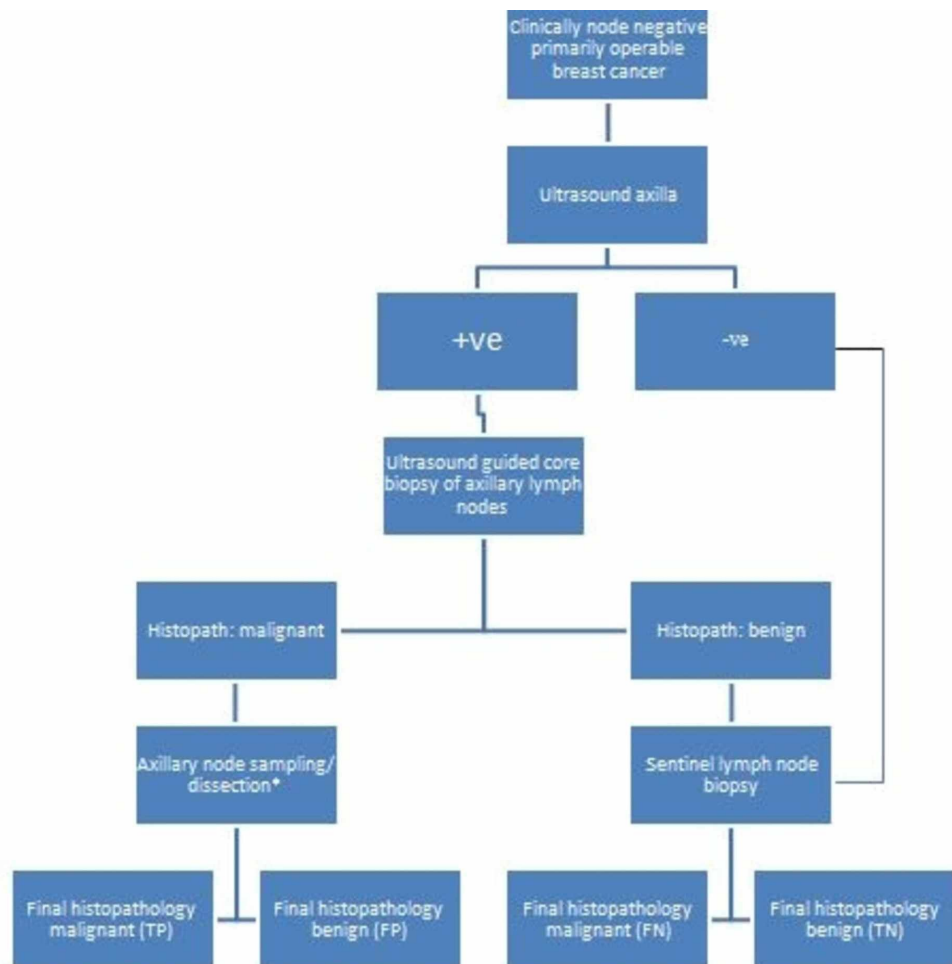 Clinically node negative
primarily operable
breast cancer
Ultrasound axilla
+ve
-ve
Ultrasound guided core
biopsy of axillary lymph
nodes
Histopath: malignant
Histopath: benign
Axillary node sampling/
dissection*
Sentinel lymph node
biopsy
Final histopathology
malignant (TP)
Final histopathology
benign (FP)
Final histopathology
malignant (FN)
Final histopathology
benign (TN)